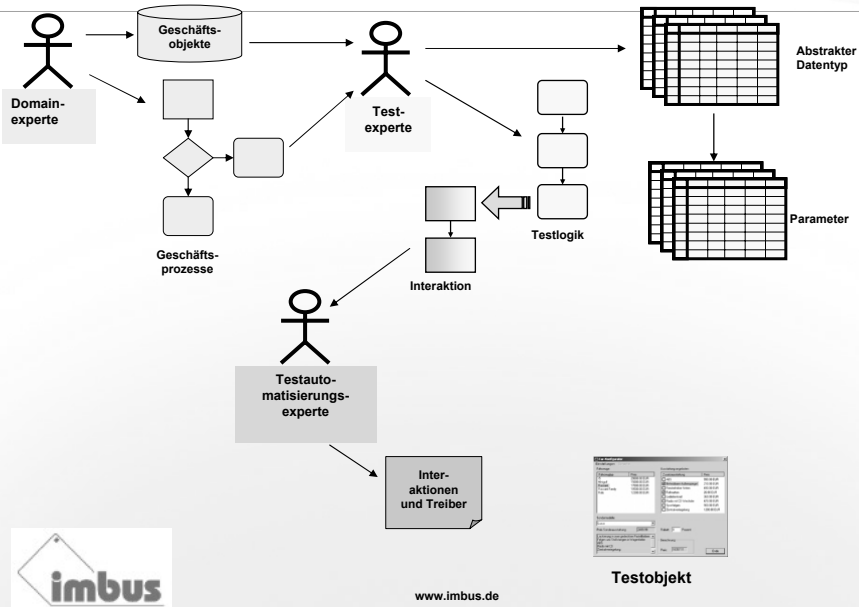 Geschäfts-
objekte
Abstrakter
Datentyp
Domain-
experte
Test-
experte
Parameter
Testlogik
Geschäfts-
prozesse
Interaktion
Testauto-
matisierungs-
experte
Inter-
aktionen
und Treiber
Testobjekt
imbus
www.imbus.de